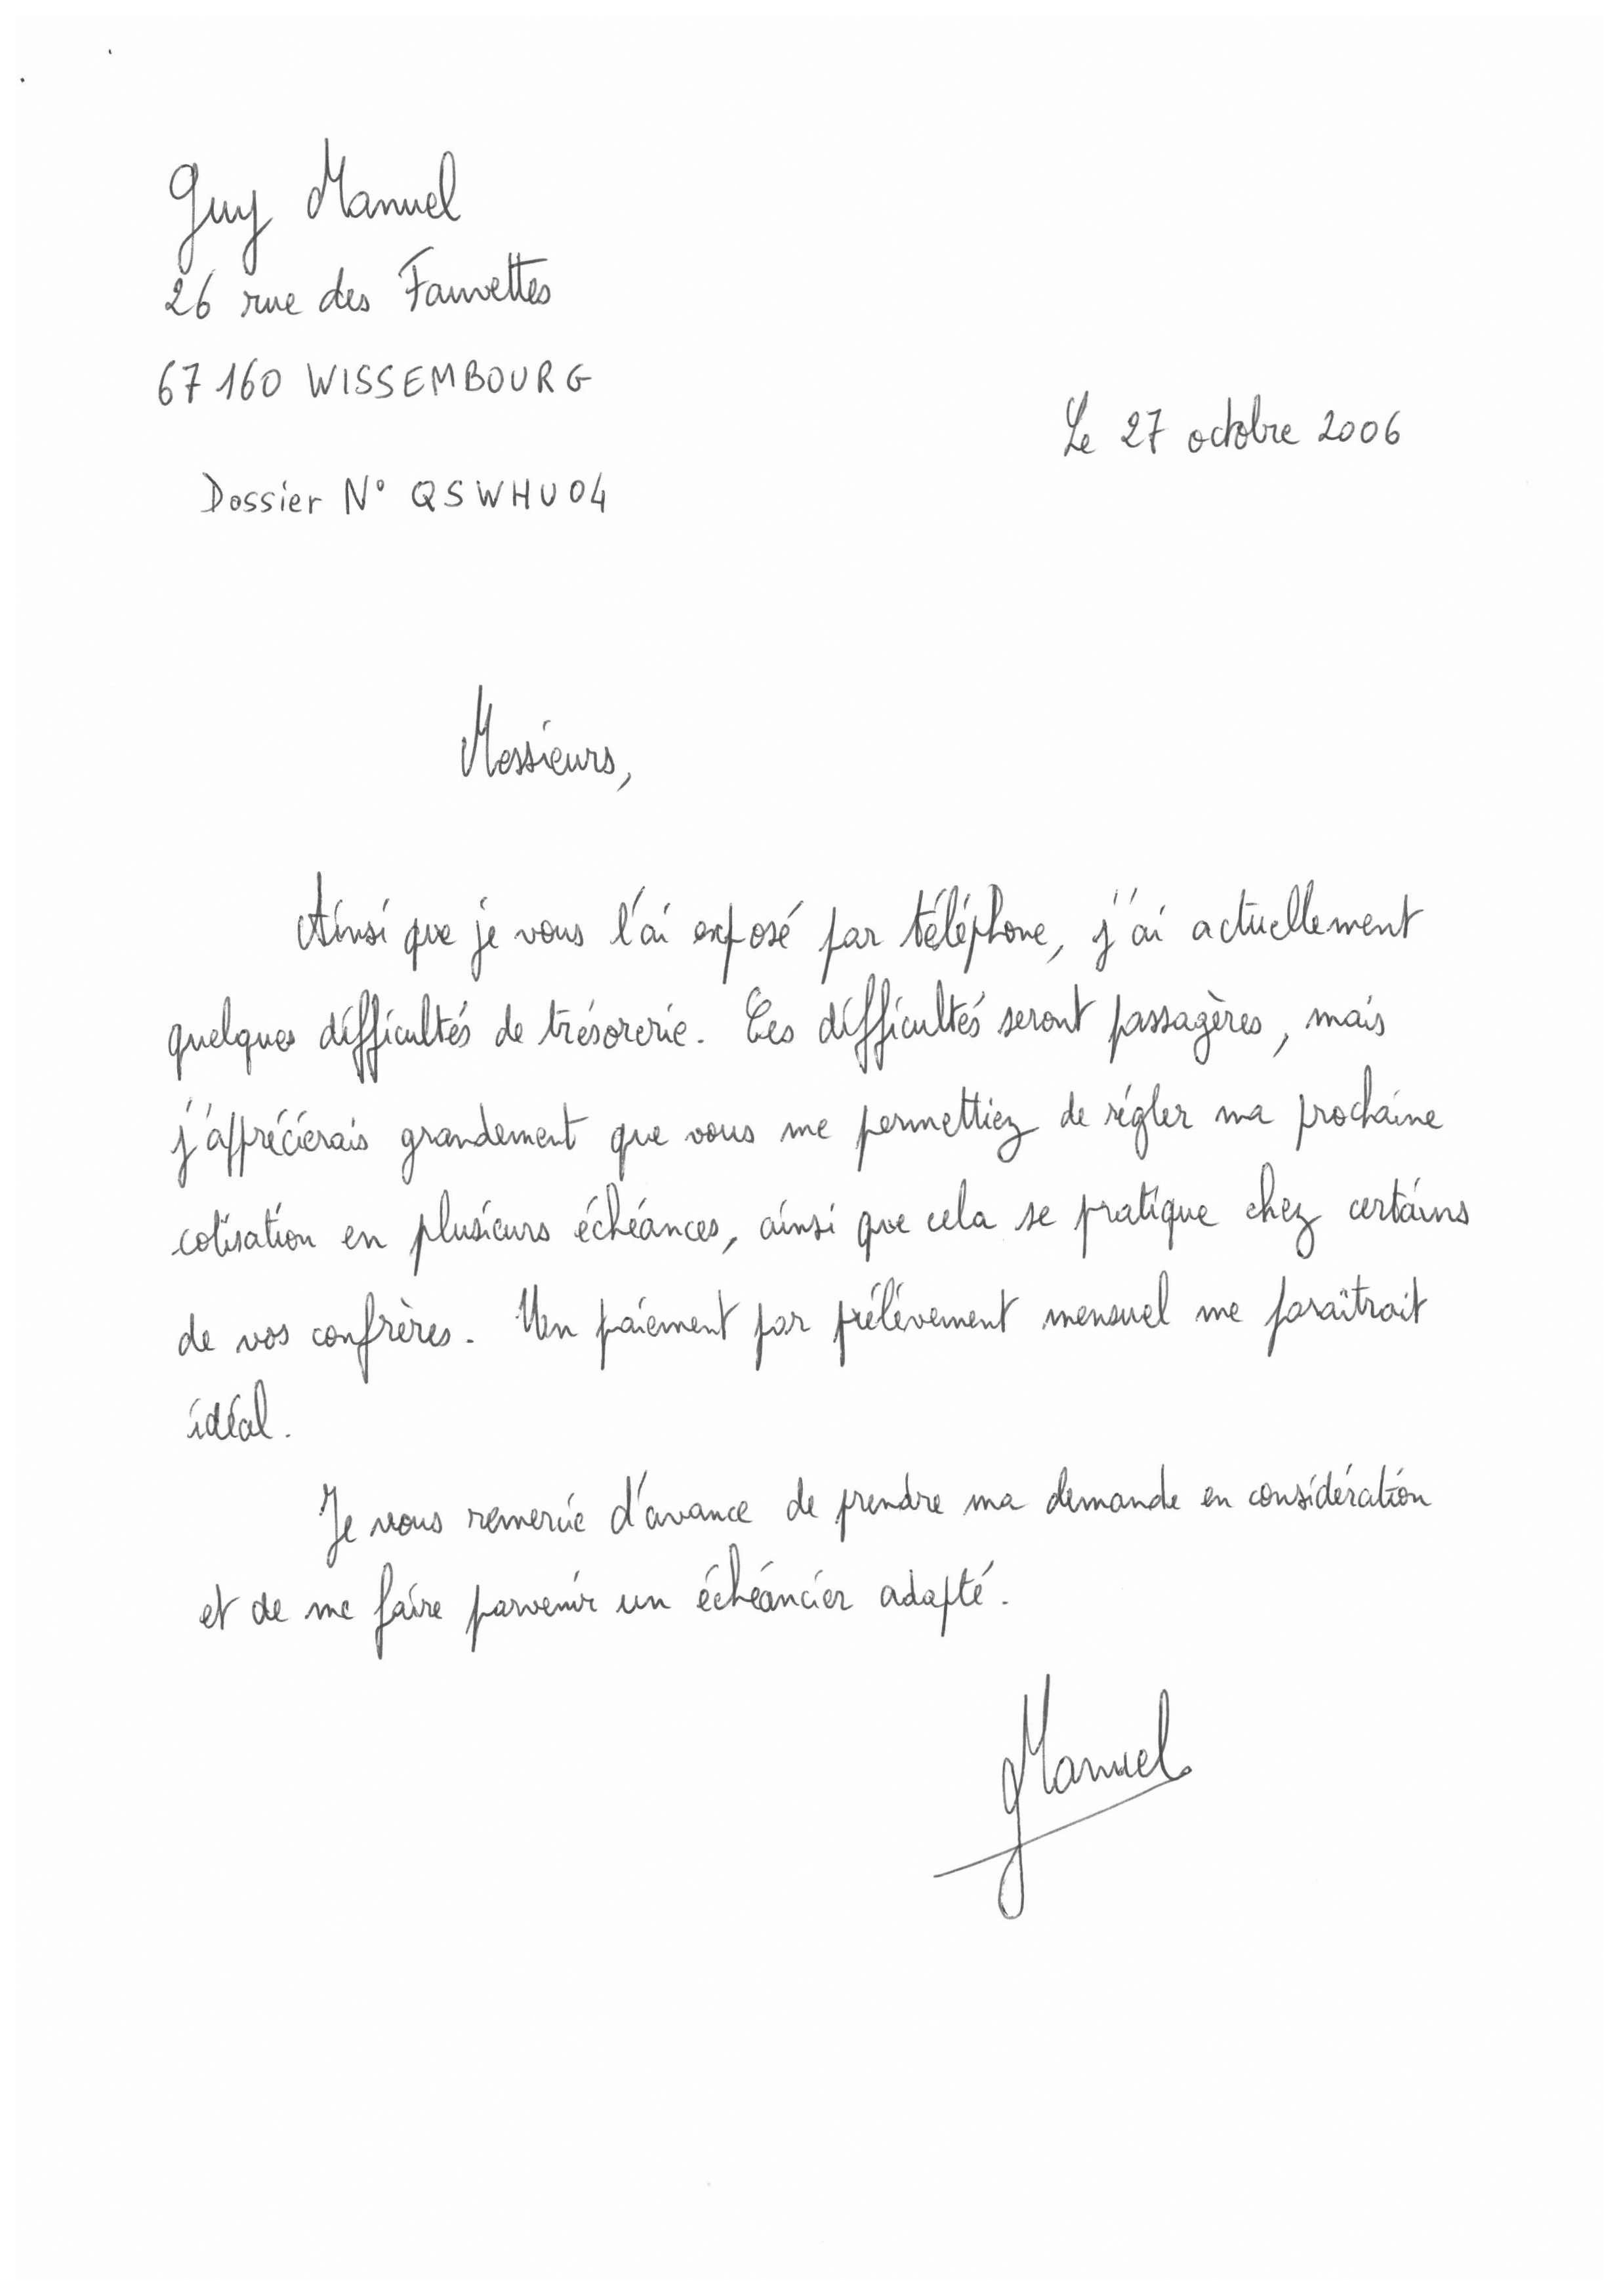 Guy Manuel
26 rue des Fauvettes
67160 WISSEMBOURG
Le 27 octobre 2006
Dossier N° QSWHU04
Messieurs,
Ainsi que je vous l'ai exposé par téléphone, j'ai actuellement
quelques difficultés de trésorerie. Ces difficultés seront passagères, mais
j'apprécierais grandement que vous me permettiez de régler ma prochaine
cotisation en plusieurs échéances, ainsi que cela se pratique chez certains
de vos confrères. Un paiement par prélèvement mensuel me paraîtrait
idéal.
Je vous remercie d'avance de prendre ma demande en considération
et de me faire parvenir un échéancier adapté.
Manuel